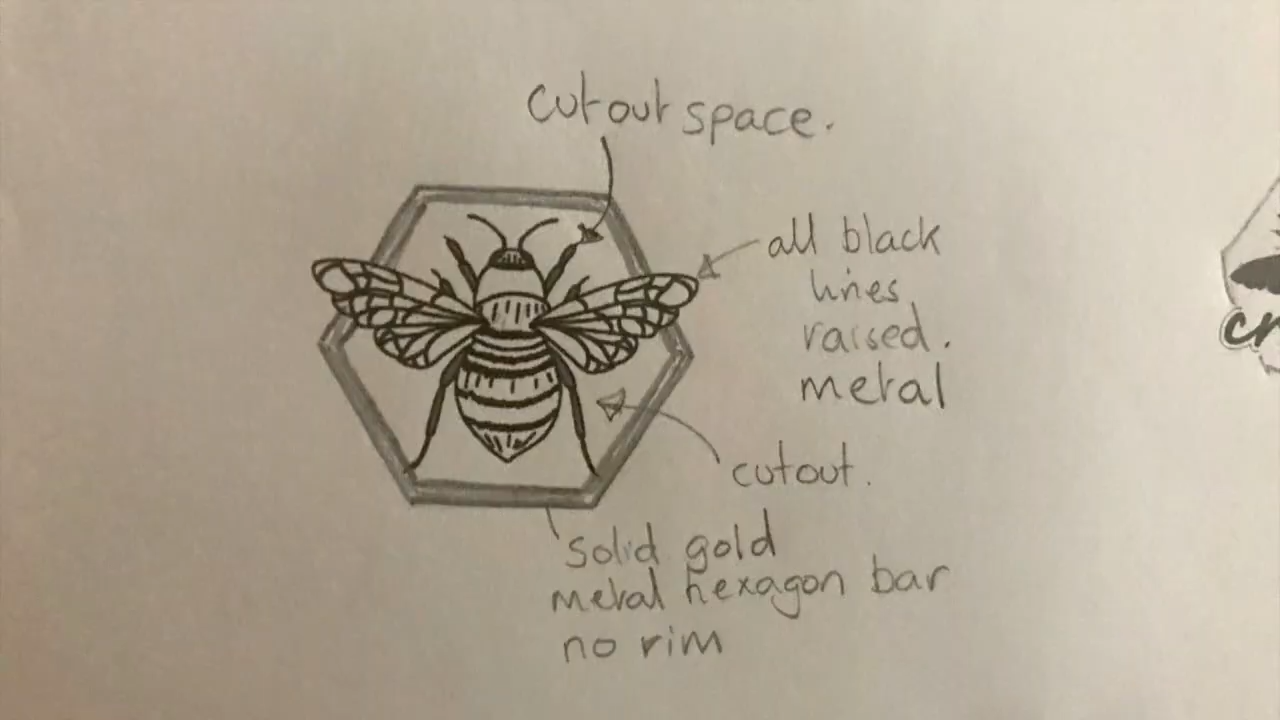 cutout space.
all black
lines
raised.
metal
cutout.
solid gold
metal hexagon bar
no rim